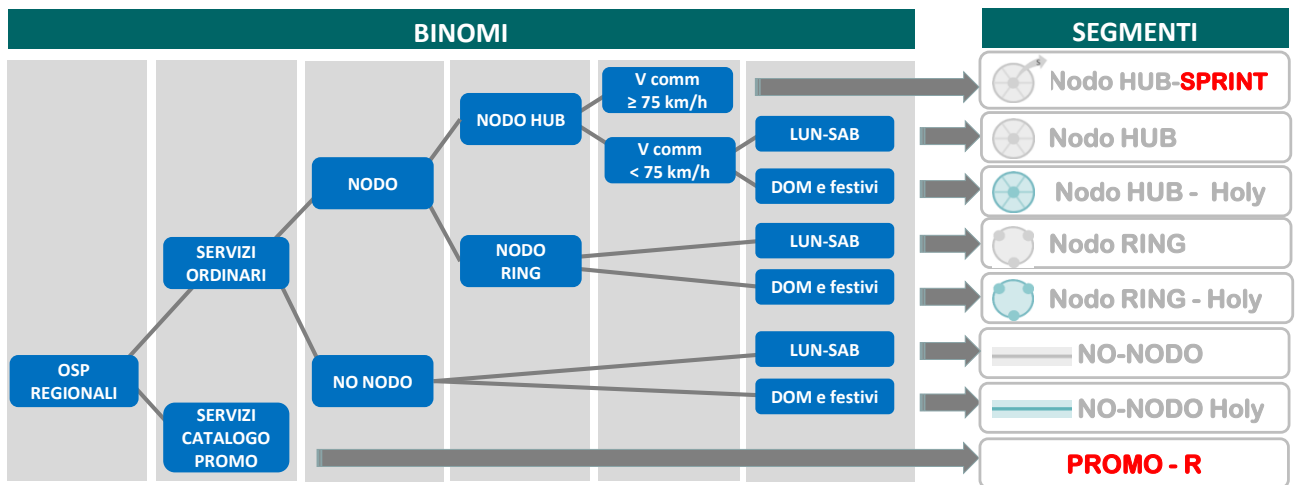 BINOMI
SEGMENTI
V comm
≥ 75 km/h
Nodo HUB-SPRINT
s
NODO HUB
LUN-SAB
Nodo HUB
V comm
< 75 km/h
NODO
DOM e festivi
Nodo HUB - Holy
SERVIZI
ORDINARI
NODO
RING
LUN-SAB
Nodo RING
DOM e festivi
Nodo RING - Holy
OSP
REGIONALI
NO NODO
LUN-SAB
NO-NODO
DOM e festivi
NO-NODO Holy
SERVIZI
CATALOGO
PROMO
PROMO - R